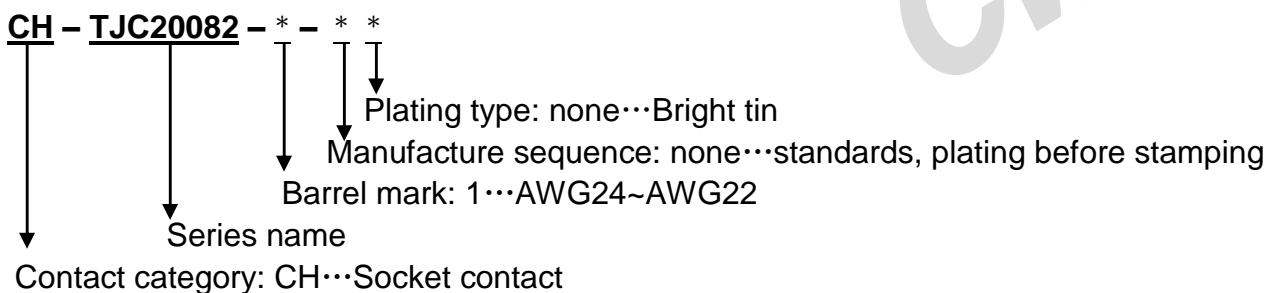 CH – TJC20082 – * – * *
Plating type: none⋯Bright tin
Manufacture sequence: none⋯standards, plating before stamping
Barrel mark: 1⋯AWG24~AWG22
Series name
Contact category: CH⋯Socket contact